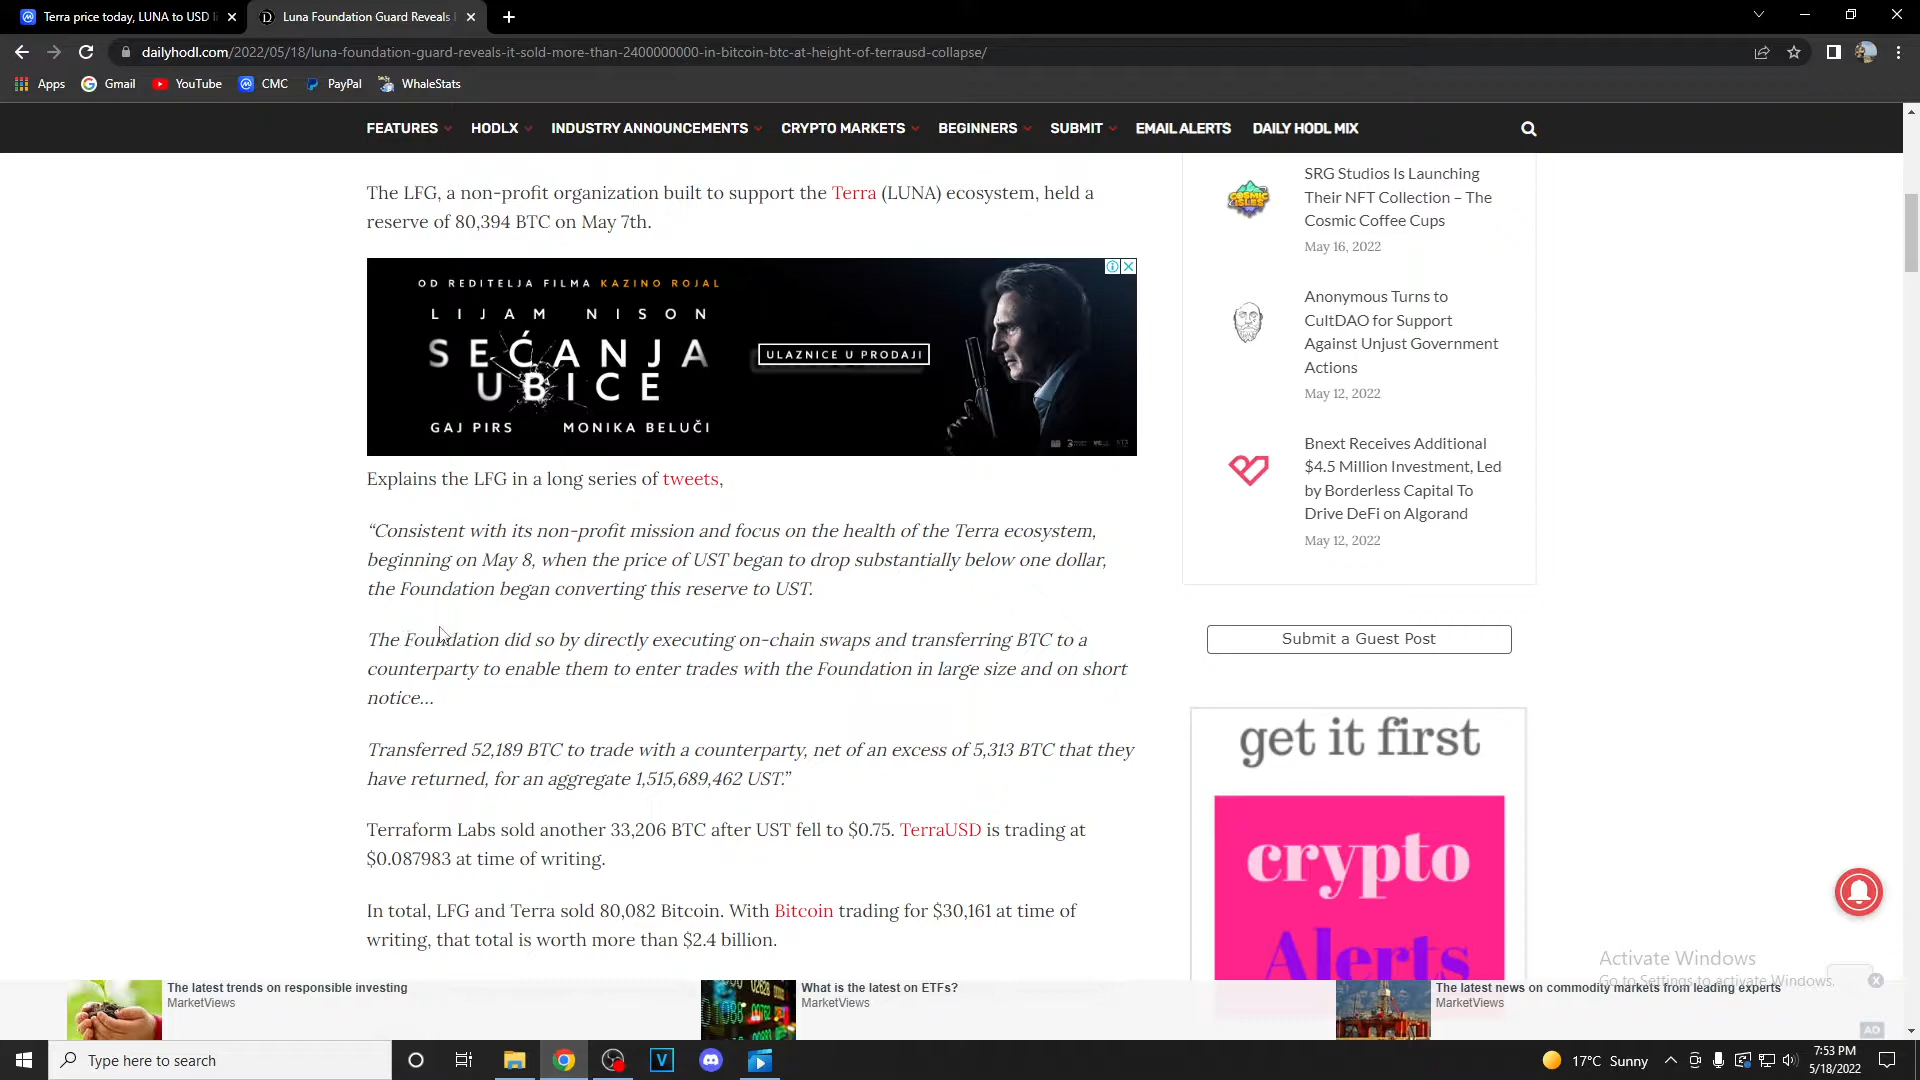 Terra price today, LUNA to USD li
Luna Foundation Guard Reveals I
dailyhodl.com/2022/05/18/luna-foundation-guard-reveals-it-sold-more-than-2400000000-in-bitcoin-btc-at-height-of-terrausd-collapse/
Apps
Gmail
YouTube
CMC
PayPal
WhaleStats
FEATURES
HODLX
INDUSTRY ANNOUNCEMENTS
CRYPTO MARKETS
BEGINNERS
SUBMIT
EMAIL ALERTS
DAILY HODL MIX
The LFG, a non-profit organization built to support the Terra (LUNA) ecosystem, held a
reserve of 80,394 BTC on May 7th.
OD REDITELJA FILMA KAZINO ROJAL
LIJAM NISON
SEĆANJA
UBICE
GAJ PIRS MONIKA BELUČI
ULAZNICE U PRODAJI
Explains the LFG in a long series of tweets,
“Consistent with its non-profit mission and focus on the health of the Terra ecosystem,
beginning on May 8, when the price of UST began to drop substantially below one dollar,
the Foundation began converting this reserve to UST.
The Foundation did so by directly executing on-chain swaps and transferring BTC to a
counterparty to enable them to enter trades with the Foundation in large size and on short
notice…
Transferred 52,189 BTC to trade with a counterparty, net of an excess of 5,313 BTC that they
have returned, for an aggregate 1,515,689,462 UST.”
Terraform Labs sold another 33,206 BTC after UST fell to $0.75. TerraUSD is trading at
$0.087983 at time of writing.
In total, LFG and Terra sold 80,082 Bitcoin. With Bitcoin trading for $30,161 at time of
writing, that total is worth more than $2.4 billion.
COSMIC
ISLES
SRG Studios Is Launching
Their NFT Collection – The
Cosmic Coffee Cups
May 16, 2022
Anonymous Turns to
CultDAO for Support
Against Unjust Government
Actions
May 12, 2022
Bnext Receives Additional
$4.5 Million Investment, Led
by Borderless Capital To
Drive DeFi on Algorand
May 12, 2022
Submit a Guest Post
get it first
crypto
Alerts
Activate Windows
Go to Settings to activate Windows.
The latest trends on responsible investing
MarketViews
What is the latest on ETFs?
MarketViews
The latest news on commodity markets from leading experts
MarketViews
AD
Type here to search
17°C Sunny
7:53 PM
5/18/2022